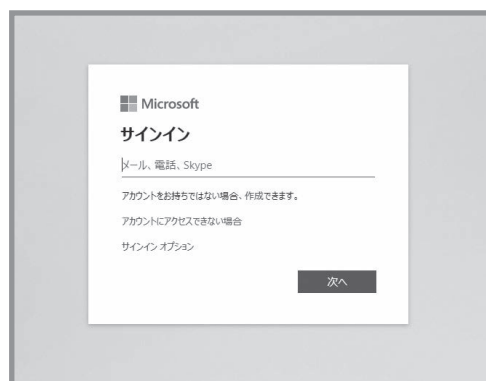 Microsoft
サインイン
メール、電話、Skype
アカウントをお持ちではない場合、作成できます。
アカウントにアクセスできない場合
サインイン オプション
次へ